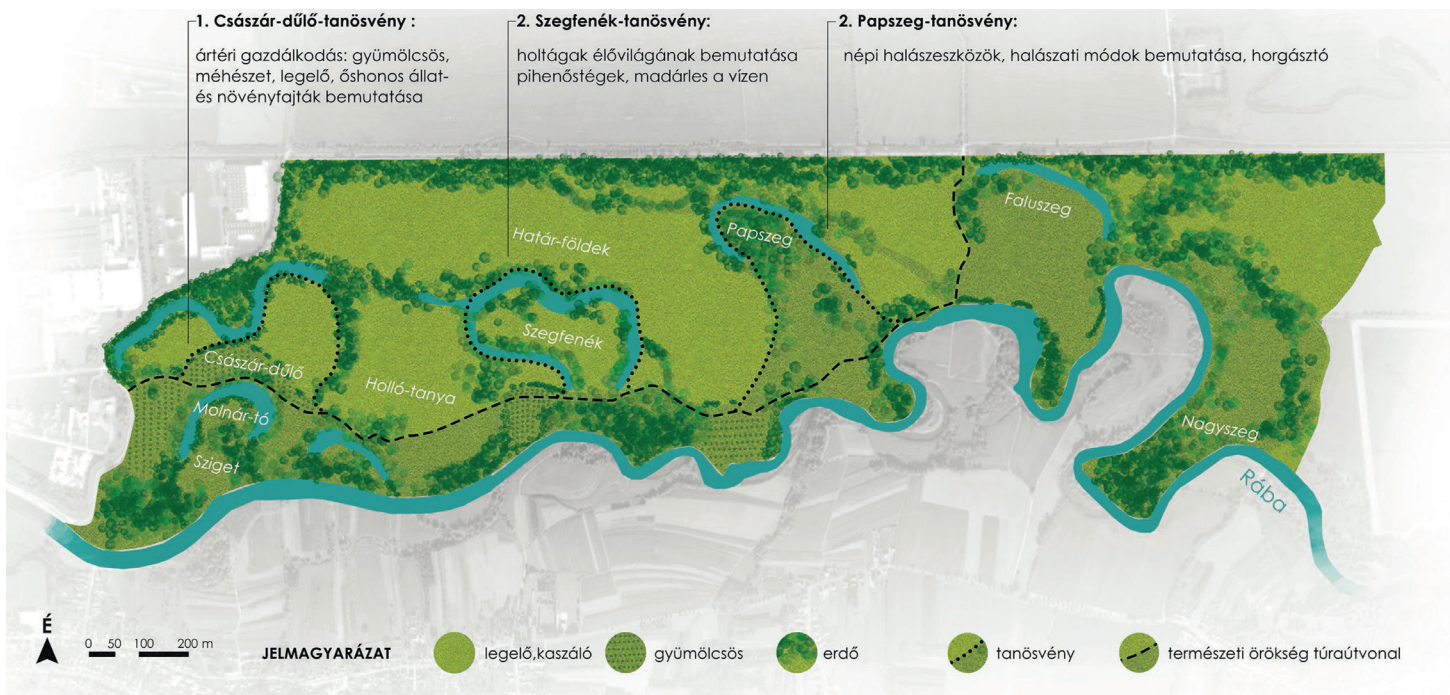 1. Császár-dűlő-tanösvény :
ártéri gazdálkodás: gyümölcsös,
méhészet, legelő, őshonos állat-
és növényfajták bemutatása
2. Szegfenék-tanösvény:
holtágak élővilágának bemutatása
pihenőstégek, madárles a vízen
2. Papszeg-tanösvény:
népi halászeszközök, halászati módok bemutatása, horgásztó
Faluszeg
Papszeg
Határ-földek
Szegfenék
Császár-dűlő
Holló-tanya
Molnár-tó
Sziget
Nagyszeg
Rába
É
0 50 100 200 m
JELMAGYARÁZAT
legelő,kaszáló
gyümölcsös
erdő
tanösvény
természeti örökség túraútvonal